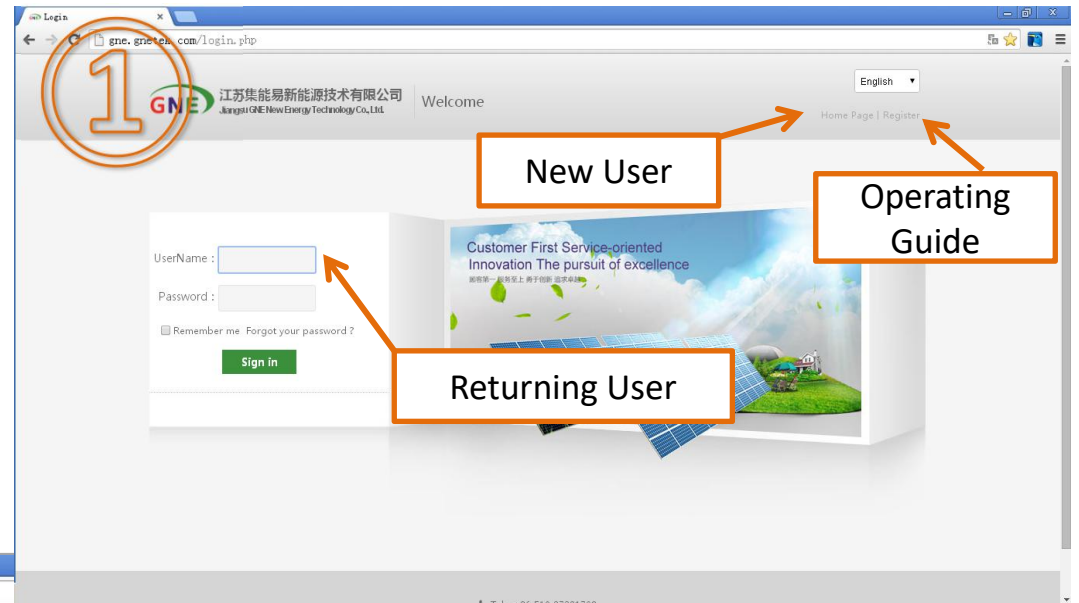 Login
gne.gnetek.com/login.php
1
GNE
江苏集能易新能源技术有限公司
Jiangsu GNE New Energy Technology Co., Ltd.
Welcome
English
Home Page | Register
New User
Operating
Guide
Customer First Service-oriented
Innovation The pursuit of excellence
UserName :
Password :
Remember me Forgot your password ?
Sign in
Returning User